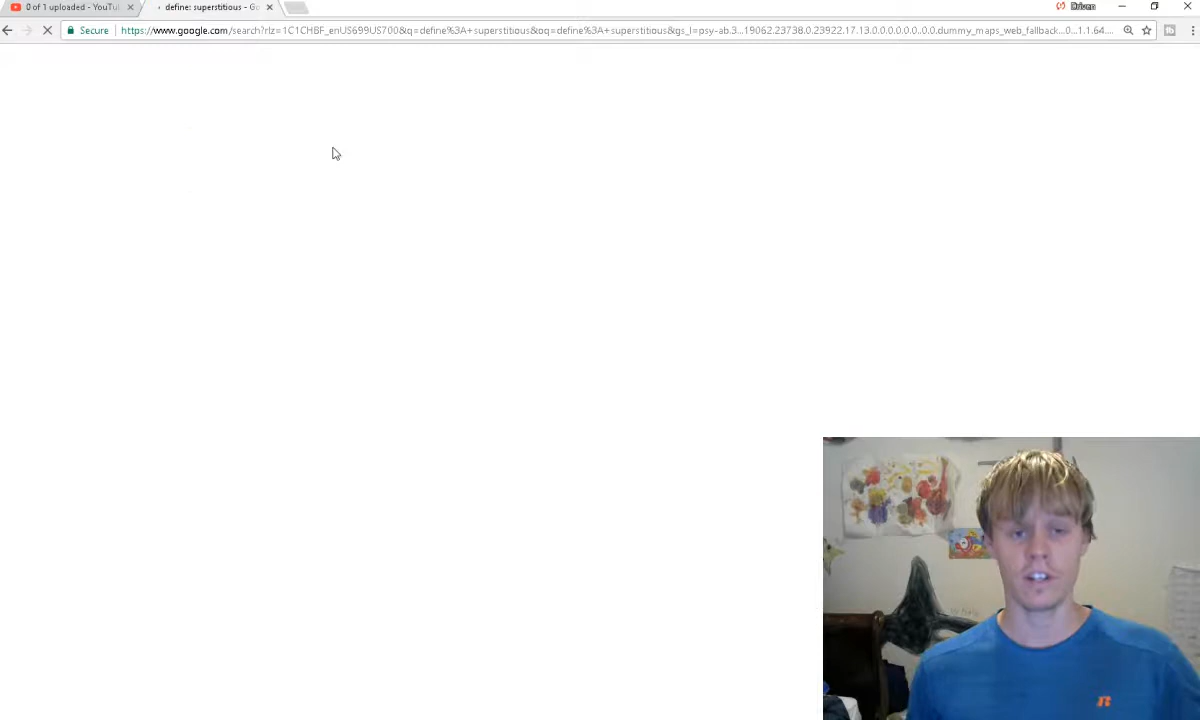 0 of 1 uploaded - YouTu
define: superstitious - Go
Driven
Secure
https://www.google.com/search?rlz=1C1CHBF_enUS699US700&q=define%3A+superstitious&oq=define%3A+superstitious&gs_l=psy-ab.3...19062.23738.0.23922.17.13.0.0.0.0.0.0..0.0.dummy_maps_web_fallback...0...1.1.64....
R